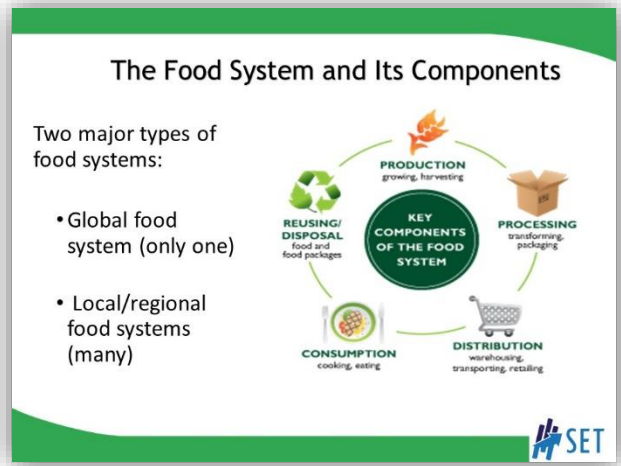 The Food System and Its Components
Two major types of
food systems:
• Global food
system (only one)
• Local/regional
food systems
(many)
PRODUCTION
growing, harvesting
PROCESSING
transforming,
packaging
DISTRIBUTION
warehousing,
transporting, retailing
CONSUMPTION
cooking, eating
REUSING/
DISPOSAL
food and
food packages
KEY
COMPONENTS
OF THE FOOD
SYSTEM
SET